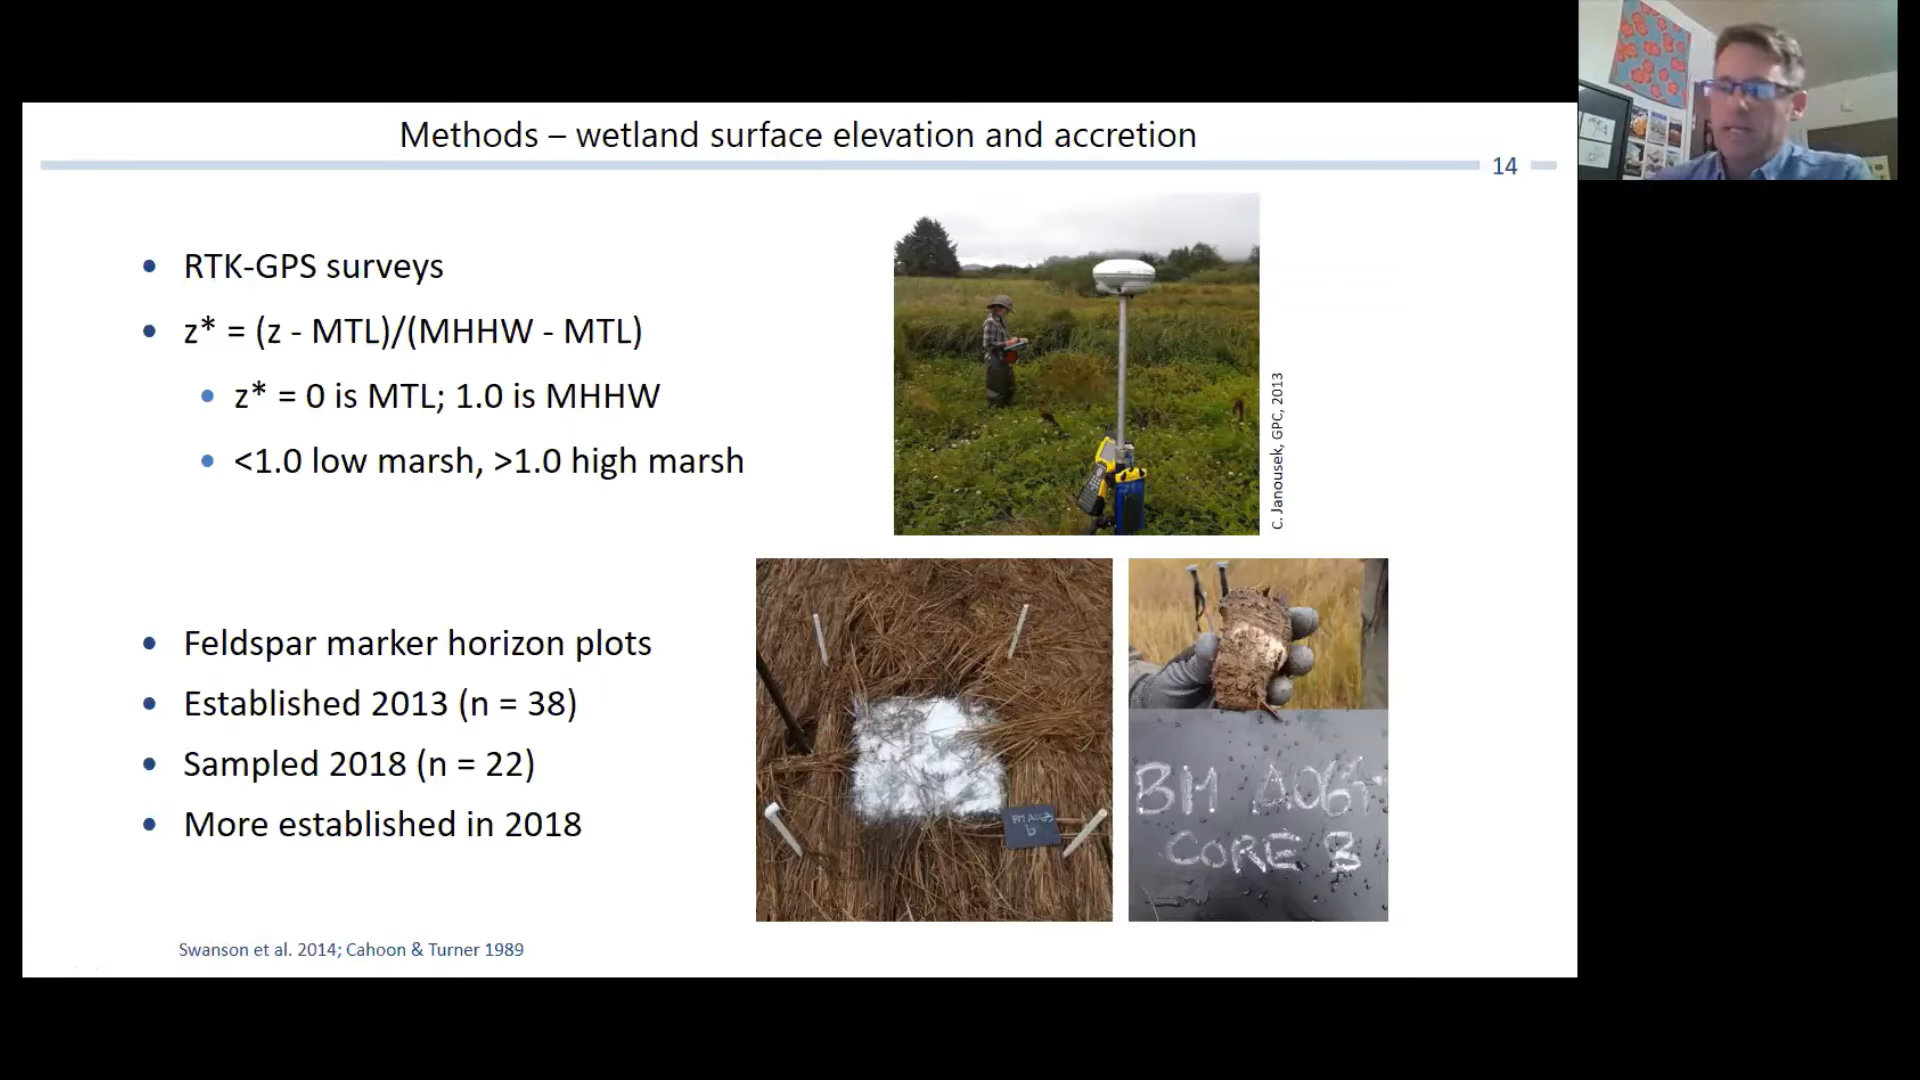 Methods – wetland surface elevation and accretion
14
RTK-GPS surveys
z* = (z - MTL)/(MHHW - MTL)
z* = 0 is MTL; 1.0 is MHHW
<1.0 low marsh, >1.0 high marsh
C. Janousek, GPC, 2013
Feldspar marker horizon plots
Established 2013 (n = 38)
Sampled 2018 (n = 22)
More established in 2018
BM
CORE B
Swanson et al. 2014; Cahoon & Turner 1989